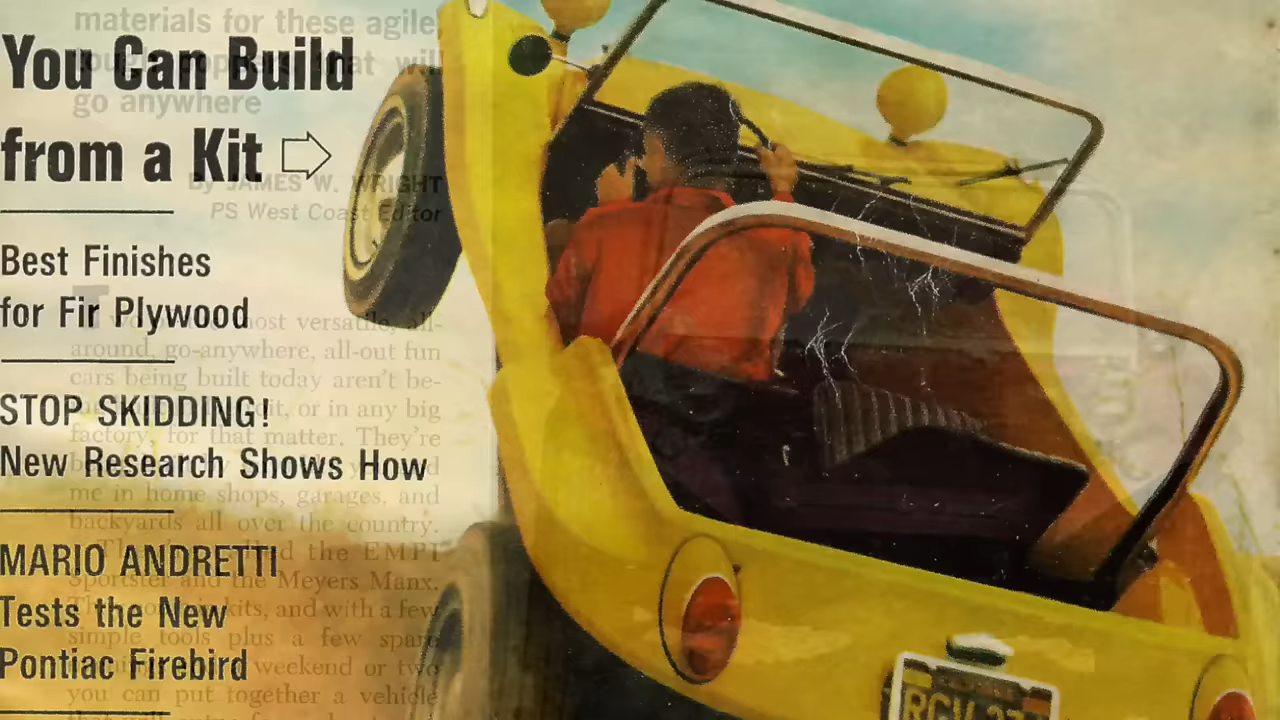 You Can Build
from a Kit
Best Finishes
for Fir Plywood
STOP SKIDDING!
New Research Shows How
MARIO ANDRETTI
Tests the New
Pontiac Firebird
materials for these agile,
that will
go anywhere
By JAMES W. WRIGHT
PS West Coast Editor
most versatile, all-
around, go-anywhere, all-out fun
cars being built today aren't be-
it, or in any big
factory, for that matter. They're
me in home shops, garages, and
backyards all over the country.
the EMPI
Sportster and the Meyers Manx.
kits, and with a few
simple tools plus a few spare
weekend or two
you can put together a vehicle
RGV